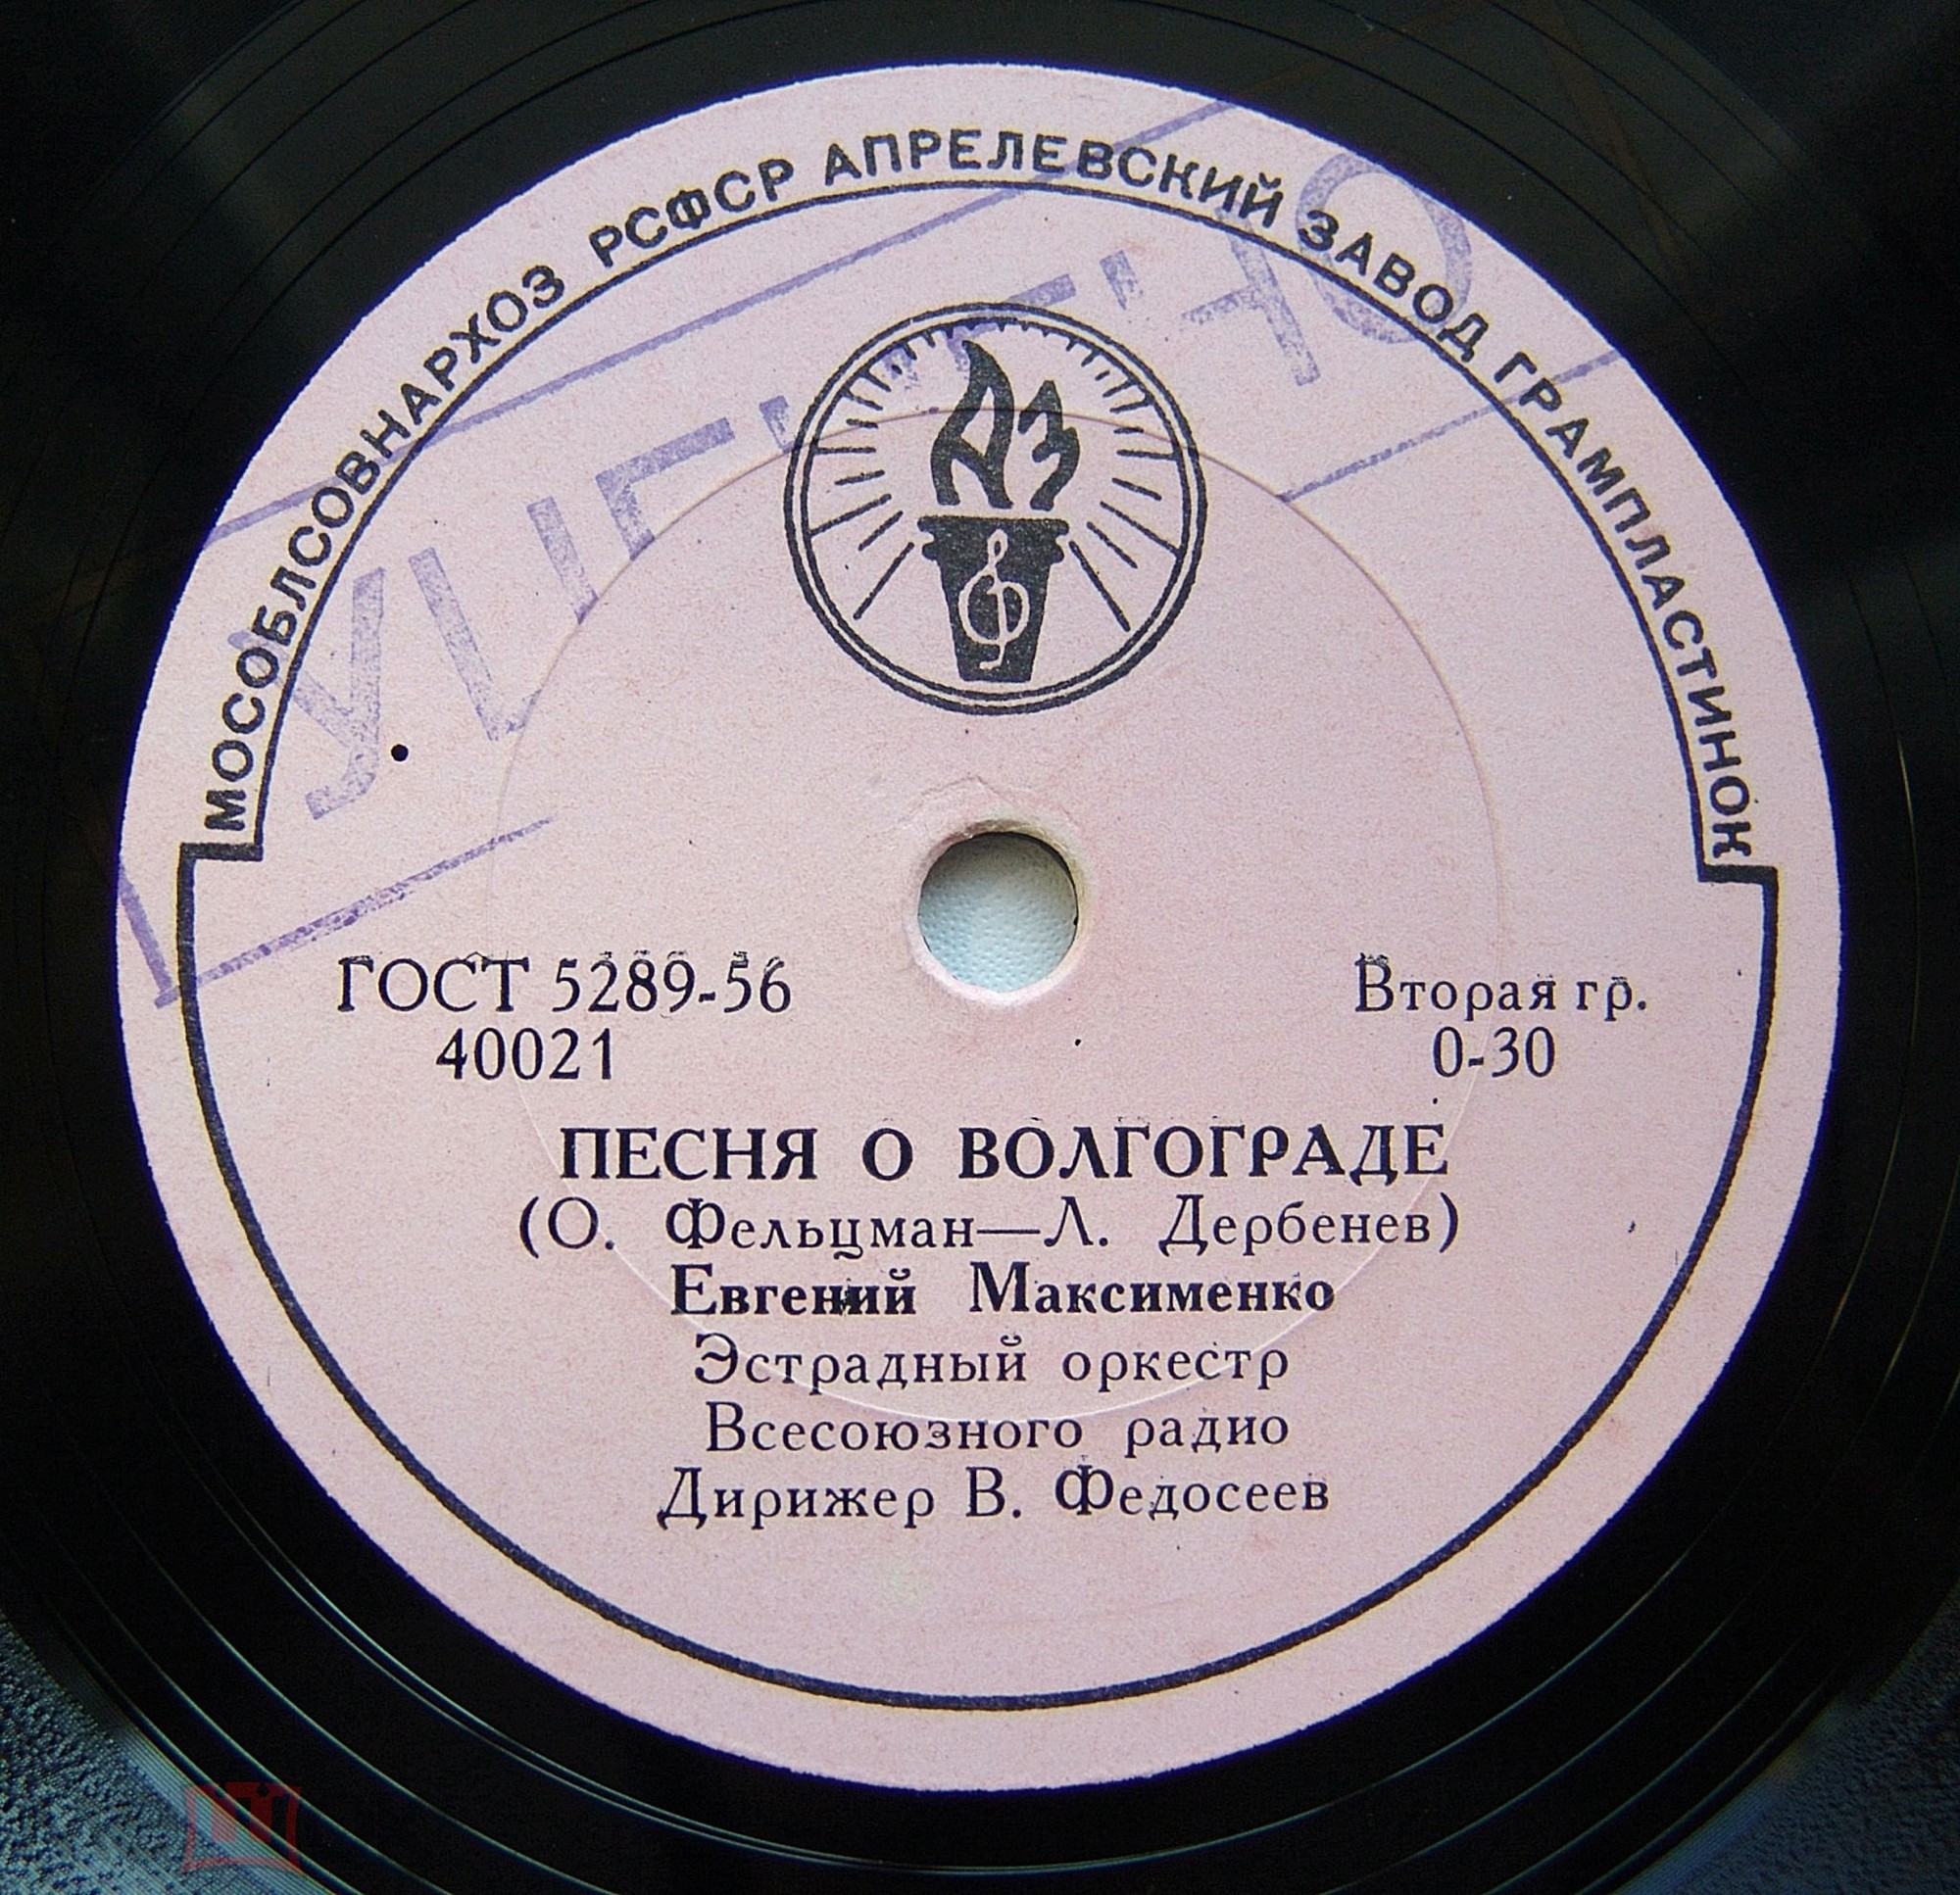 МОСОБЛСОВНАРХОЗ РСФСР АПРЕЛЕВСКИЙ ЗАВОД ГРАМПЛАСТИНОК
АЗ
ГОСТ 5289-56
40021
Вторая гр.
0-30
ПЕСНЯ О ВОЛГОГРАДЕ
(О. Фельцман—Л. Дербенев)
Евгений Максименко
Эстрадный оркестр
Всесоюзного радио
Дирижер В. Федосеев